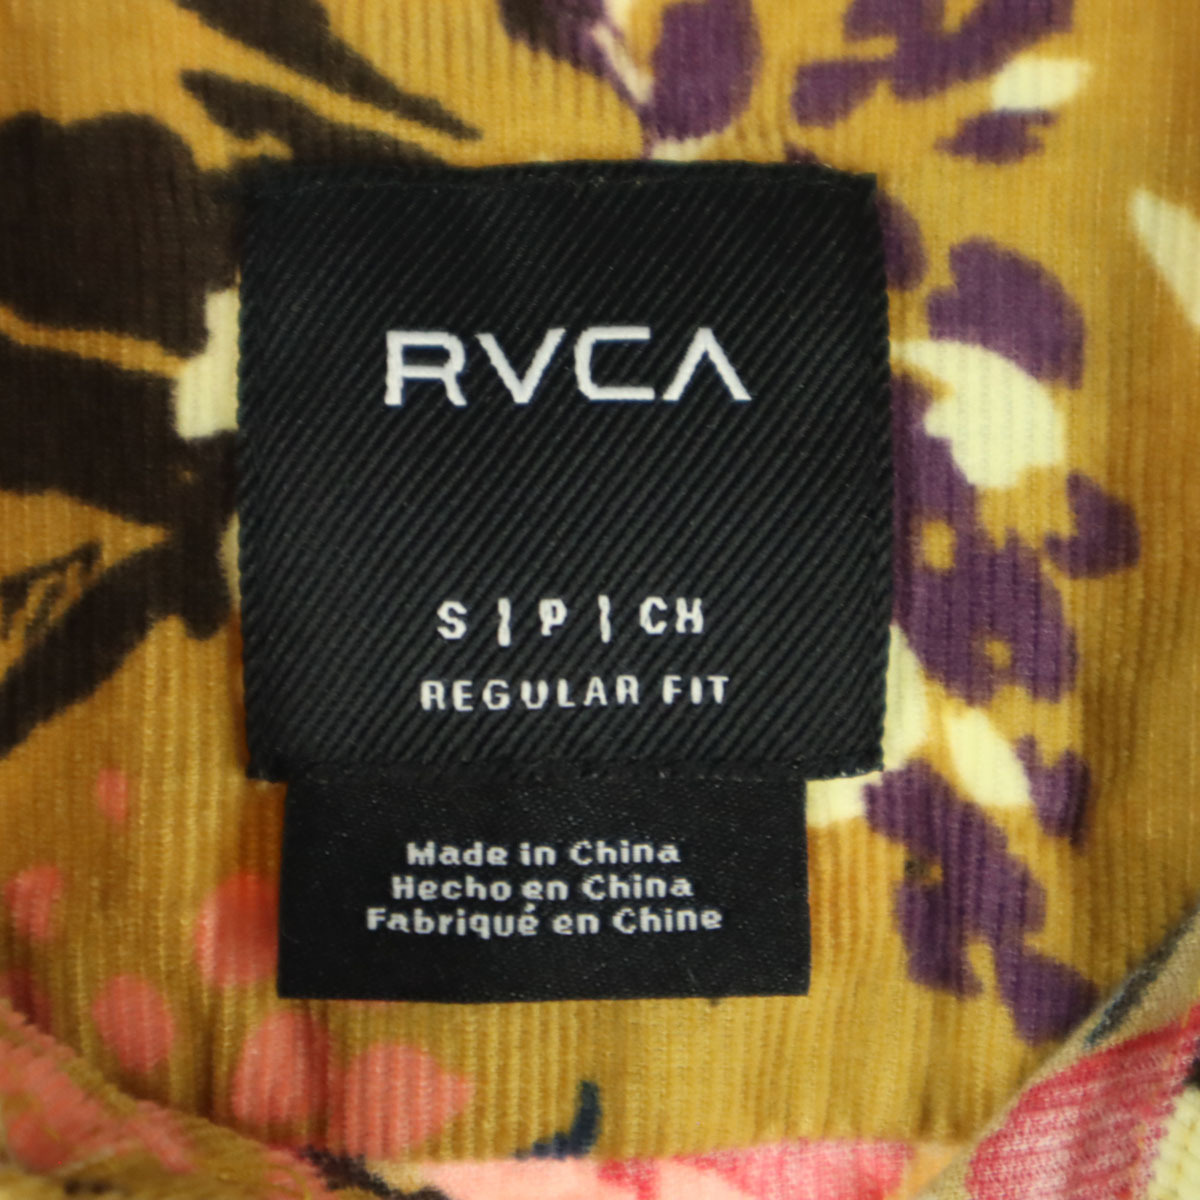 RVCA
S | P | CH
REGULAR FIT
Made in China
Hecho en China
Fabriqué en Chine